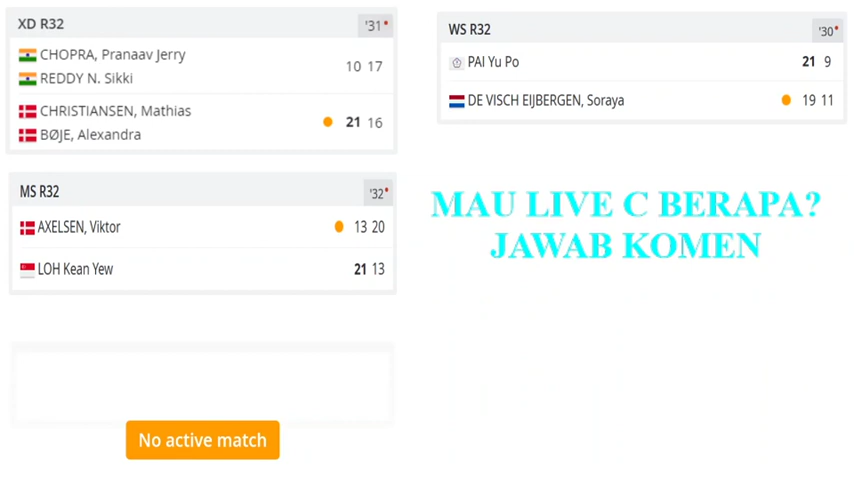 XD R32 '31'
CHOPRA, Pranaav Jerry
REDDY N. Sikki
10 17
CHRISTIANSEN, Mathias
BØJE, Alexandra
21 16
MS R32 '32'
AXELSEN, Viktor 13 20
LOH Kean Yew 21 13
No active match
WS R32 '30'
PAI Yu Po 21 9
DE VISCH EIJBERGEN, Soraya 19 11
MAU LIVE C BERAPA?
JAWAB KOMEN